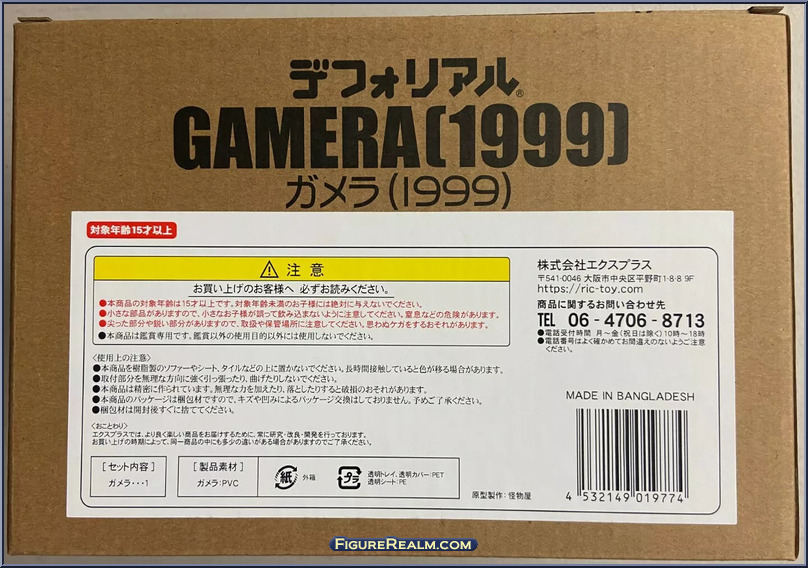 デフォリアル®
GAMERA(1999)
ガメラ(1999)
対象年齢15才以上
⚠ 注意
お買い上げのお客様へ 必ずお読みください。
●本商品の対象年齢は15才以上です。対象年齢未満のお子様には絶対に与えないでください。
●小さな部品がありますので、小さなお子様が誤って飲み込まないように注意してください。窒息などの危険があります。
●尖った部分や鋭い部分がありますので、取扱や保管場所に注意してください。思わぬケガをするおそれがあります。
●本商品は鑑賞専用です。鑑賞以外の使用目的以外には使用しないでください。
株式会社エクスプラス
〒541-0046 大阪市中央区平野町1-8-8 9F
https://ric-toy.com
商品に関するお問い合わせ先
TEL 06-4706-8713
●電話受付時間 月〜金(祝日は除く)10時〜18時
●電話番号はよく確かめてお間違えのないようご注意
ください。
〈使用上の注意〉
●本商品を樹脂製のソファーやシート、タイルなどの上に置かないでください。長時間接触していると色が移る場合があります。
●取付部分を無理な方向に強く引っ張ったり、曲げたりしないでください。
●本商品は精密に作られています。無理な力を加えたり、落としたりすると破損のおそれがあります。
●本商品のパッケージは梱包材ですので、キズや凹みによるパッケージ交換はしておりません。予めご了承ください。
●梱包材は開封後すぐに捨ててください。
〈おことわり〉
エクスプラスでは、より良く楽しい商品をお届けするために、常に研究・改良・開発を行っております。
お買い上げの時期によって、同一商品の中にも多少の違いがある場合がありますのでご了承ください。
MADE IN BANGLADESH
[セット内容]
ガメラ・・・1
[製品素材]
ガメラ:PVC
紙 外箱
プラ 透明トレイ、透明カバー:PET
透明シート:PE
原型製作:怪物屋
4 532149 019774
FIGUREREALM.COM